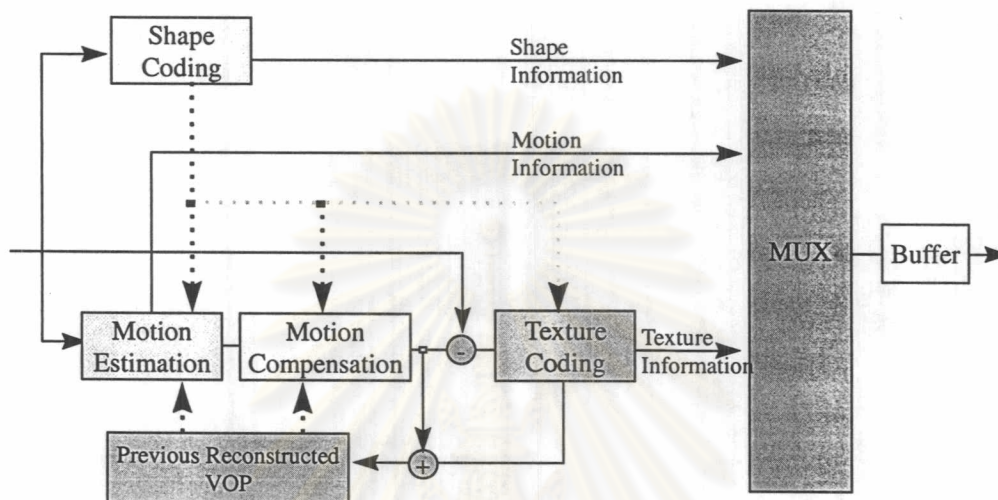 Shape
Coding
Shape
Information
Motion
Information
MUX
Buffer
Motion
Estimation
Motion
Compensation
-
Texture
Coding
Texture
Information
Previous Reconstructed
VOP
+